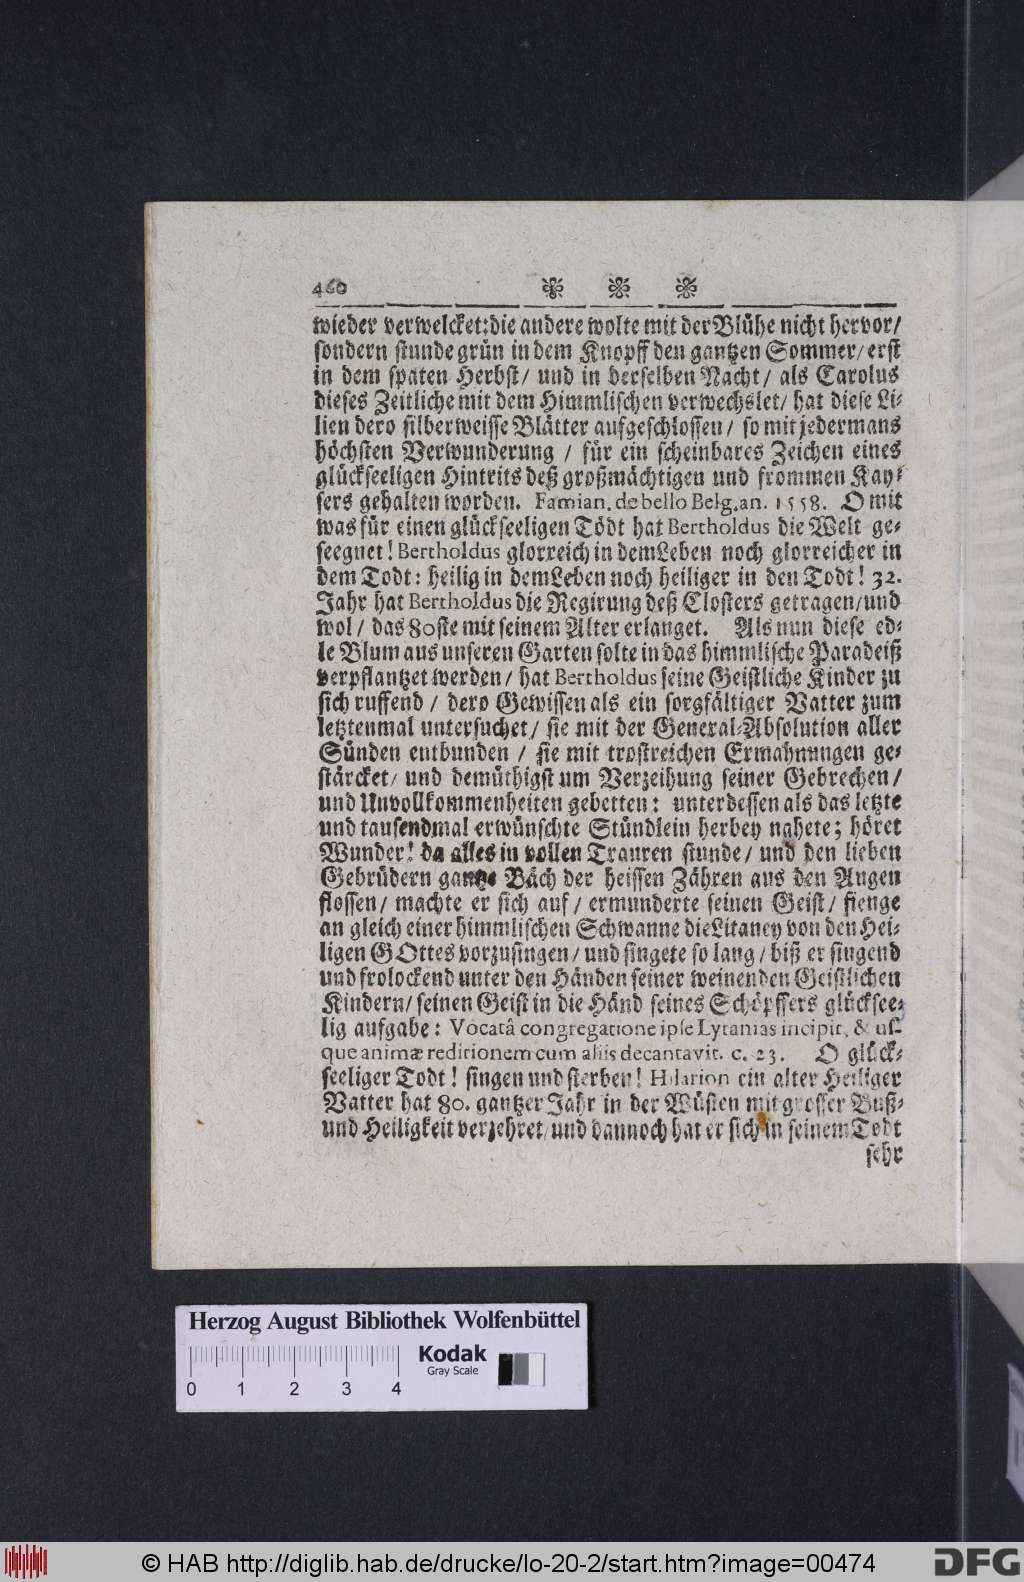 460
wieder verwelcket: die andere wolte mit der Blühe nicht hervor/
sondern stunde grün in dem Knopff den gantzen Sommer/ erst
in dem spaten Herbst/ und in derselben Nacht/ als Carolus
dieses Zeitliche mit dem Himmlischen verwechslet/ hat diese Li-
lien dero silberweisse Blätter aufgeschlossen/ so mit jedermans
höchsten Verwunderung / für ein scheinbares Zeichen eines
glückseeligen Hintrits deß großmächtigen und frommen Kay-
sers gehalten worden. Famian. de bello Belg. an. 1558. O mit
was für einen glückseeligen Tödt hat Bertholdus die Welt ge-
seegnet! Bertholdus glorreich in dem Leben noch glorreicher in
dem Todt: heilig in dem Leben noch heiliger in den Todt! 32.
Jahr hat Bertholdus die Regirung deß Closters getragen/ und
wol / das 80ste mit seinem Alter erlanget. Als nun diese ed-
le Blum aus unseren Garten solte in das himmlische Paradeiß
verpflantzet werden/ hat Bertholdus seine Geistliche Kinder zu
sich ruffend / dero Gewissen als ein sorgfältiger Vatter zum
letztenmal untersuchet/ sie mit der General-Absolution aller
Sünden entbunden / sie mit trostreichen Ermahnungen ge-
stärcket/ und demüthigst um Verzeihung seiner Gebrechen/
und Unvollkommenheiten gebetten: unterdessen als das letzte
und tausendmal erwünschte Stündlein herbey nahete; höret
Wunder! da alles in vollen Trauren stunde/ und den lieben
Gebrüdern gantze Bäch der heissen Zähren aus den Augen
flossen/ machte er sich auf/ ermunderte seinen Geist/ fienge
an gleich einer himmlischen Schwanne die Litaney von den Hei-
ligen GOttes vorzusingen/ und singete so lang/ biß er singend
und frolockend unter den Händen seiner weinenden Geistlichen
Kindern/ seinen Geist in die Händ seines Schöpffers glücksee-
lig aufgabe: Vocatâ congregatione ipse Lytanias incipit, & us-
que animæ reditionem cum aliis decantavit. c. 23. O glück-
seeliger Todt! singen und sterben! Hilarion ein alter Heiliger
Vatter hat 80. gantzer Jahr in der Wüsten mit grosser Buß-
und Heiligkeit verzehret/ und dannoch hat er sich in seinem Todt
sehr
Herzog August Bibliothek Wolfenbüttel
Kodak
Gray Scale
0 1 2 3 4
© HAB http://diglib.hab.de/drucke/lo-20-2/start.htm?image=00474
DFG